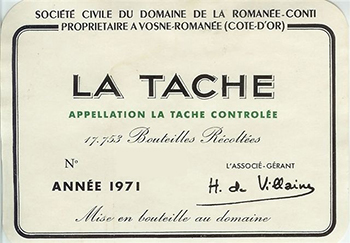 SOCIÉTÉ CIVILE DU DOMAINE DE LA ROMANÉE-CONTI
PROPRIETAIRE A VOSNE-ROMANÉE (COTE-D'OR)
LA TACHE
APPELLATION LA TACHE CONTROLÉE
17.753 Bouteilles Récoltées
N°
L'ASSOCIÉ-GÉRANT
ANNÉE 1971
H. de Villaine
Mise en bouteille au domaine